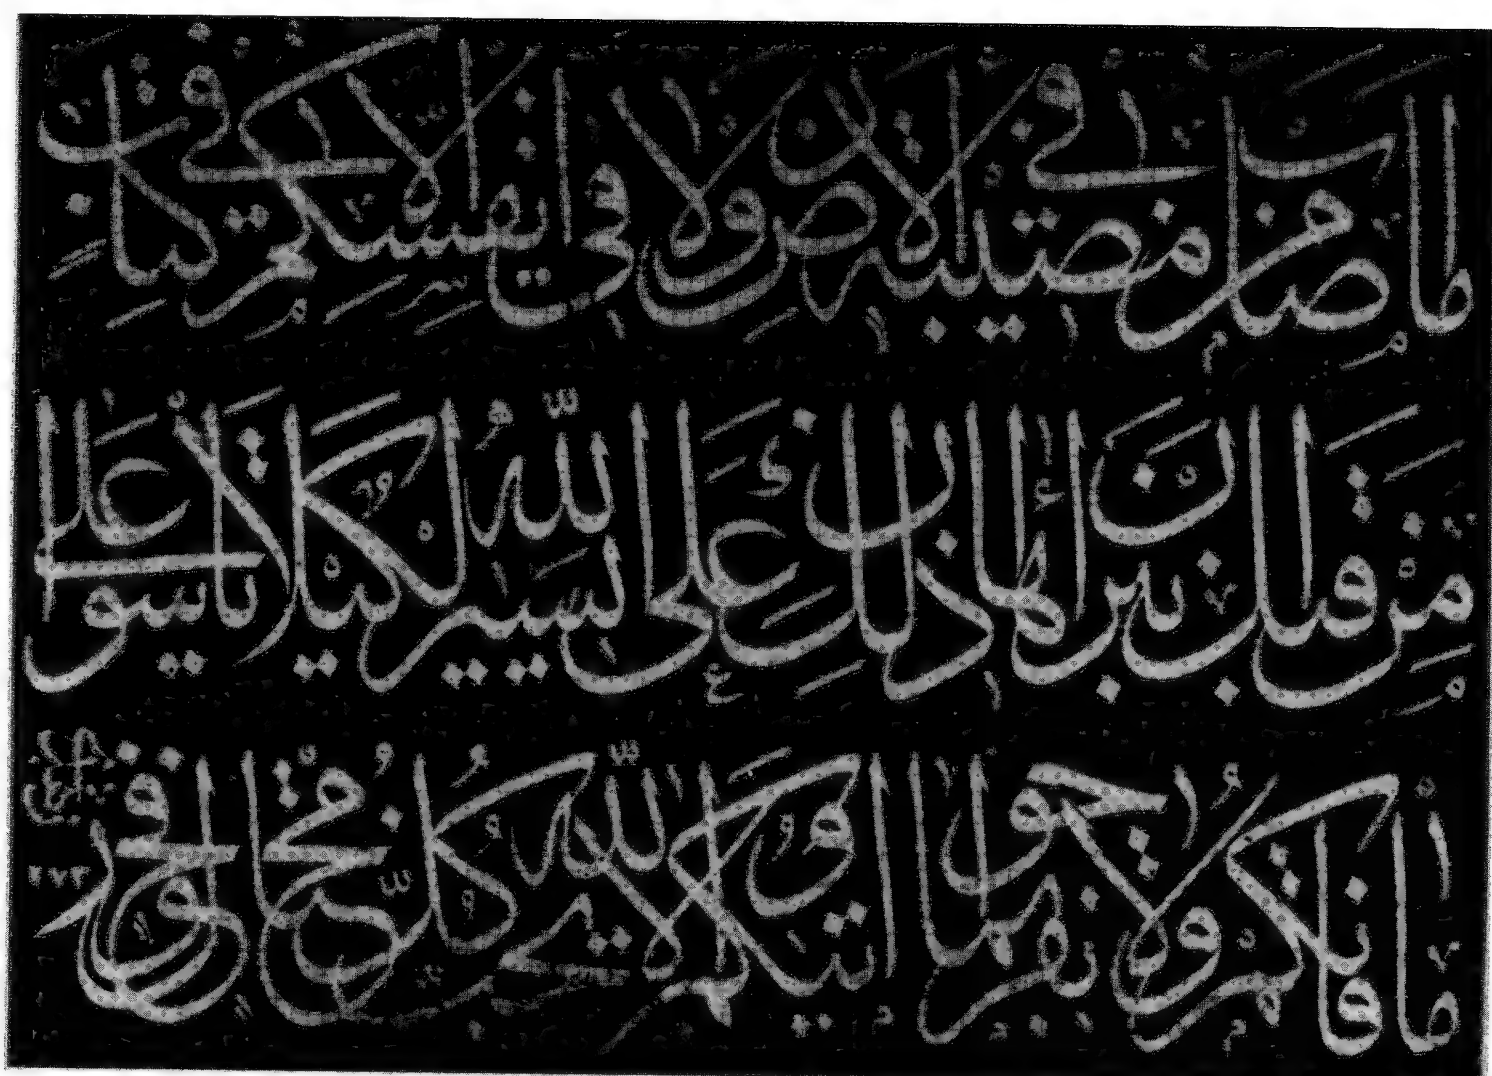 ما أصاب من مصيبة في الأرض ولا في أنفسكم إلا في كتاب
من قبل أن نبرأها إن ذلك على الله يسير لكيلا تأسوا على
ما فاتكم ولا تفرحوا بما آتيكم والله لا يحب كل مختال فخور